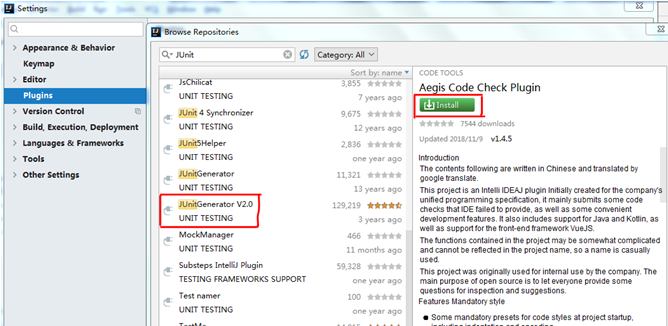 Settings
Appearance & Behavior
Keymap
Editor
Plugins
Version Control
Build, Execution, Deployment
Languages & Frameworks
Tools
Other Settings
Browse Repositories
JUnit
Category: All
Sort by: name
JsChilicat
3,855
UNIT TESTING
7 years ago
JUnit 4 Synchronizer
9,675
UNIT TESTING
12 years ago
JUnit5Helper
2,836
UNIT TESTING
one year ago
JUnitGenerator
11,321
UNIT TESTING
13 years ago
JUnitGenerator V2.0
129,219
UNIT TESTING
3 years ago
MockManager
466
UNIT TESTING
11 months ago
Substeps IntelliJ Plugin
59,328
TESTING FRAMEWORKS SUPPORT
one year ago
Test namer
100
UNIT TESTING
one year ago
TestMe
CODE TOOLS
Aegis Code Check Plugin
Install
7544 downloads
Updated 2018/11/9 v1.4.5
Introduction
The contents following are written in Chinese and translated by
google translate.
This project is an Intelli IDEAJ plugin Initially created for the company's
unified programming specification, it mainly submits some code
checks that IDE failed to provide, as well as some convenient
development features. It also includes support for Java and Kotlin, as
well as support for the front-end framework VueJS.
The functions contained in the project may be somewhat complicated
and cannot be reflected in the project name, so a name is casually
used.
This project was originally used for internal use by the company. The
main purpose of open source is to let everyone provide some
questions for inspection and suggestions.
Features Mandatory style
Some mandatory presets for code styles at project startup,